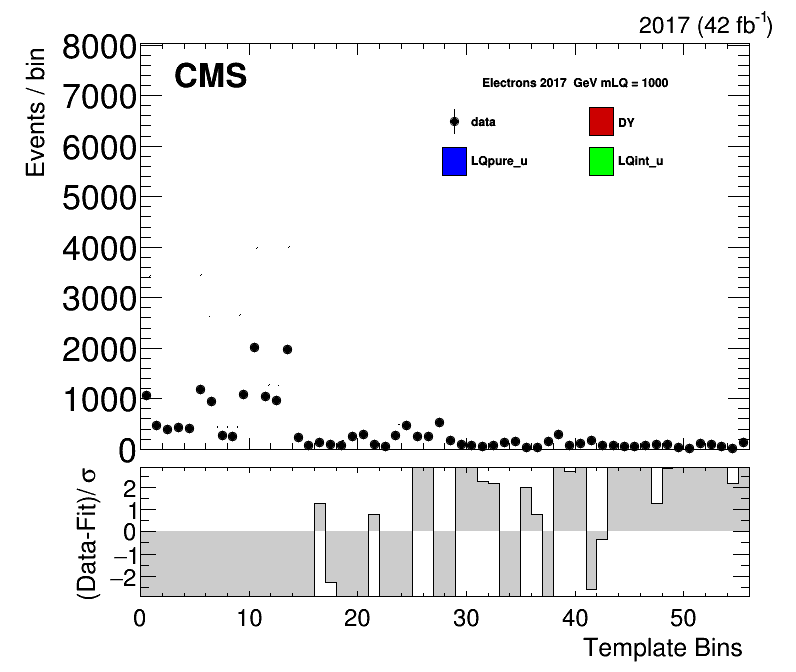 2017 (42 fb-1)
8000
CMS
Electrons 2017 GeV mLQ = 1000
7000
data
DY
6000
LQpure_u
LQint_u
5000
4000
3000
2000
1000
0
Events / bin
2
1
0
−1
−2
(Data-Fit)/ σ
0 10 20 30 40 50
Template Bins